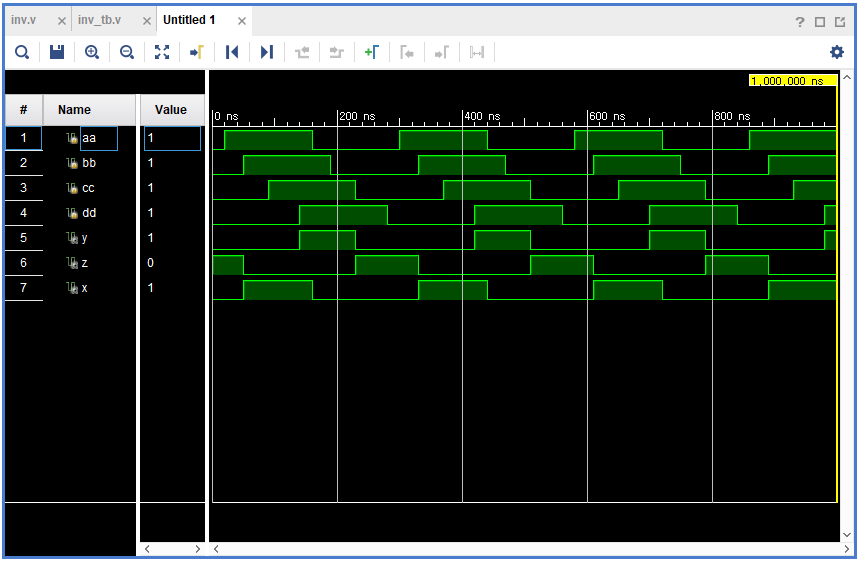 inv.v × inv_tb.v × Untitled 1 ×
?
1,000,000 ns
# Name Value
0 ns 200 ns 400 ns 600 ns 800 ns
1 aa 1
2 bb 1
3 cc 1
4 dd 1
5 y 1
6 z 0
7 x 1